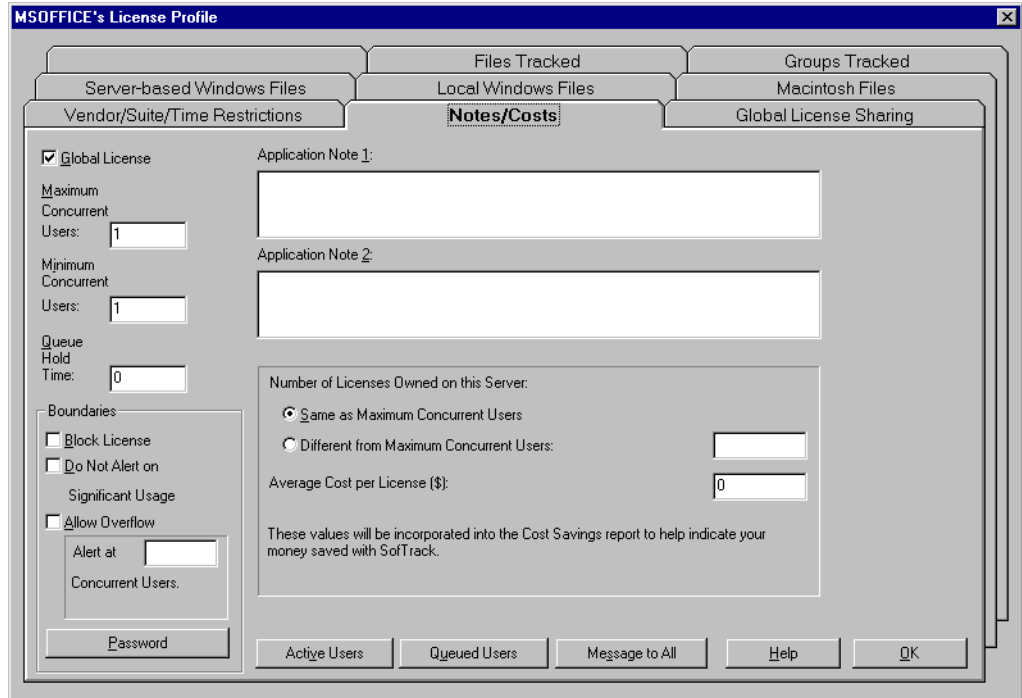 MSOFFICE's License Profile
Files Tracked
Groups Tracked
Server-based Windows Files
Local Windows Files
Macintosh Files
Vendor/Suite/Time Restrictions
Notes/Costs
Global License Sharing
Global License
Maximum
Concurrent
Users:
1
Minimum
Concurrent
Users:
1
Queue
Hold
Time:
0
Boundaries
Block License
Do Not Alert on
Significant Usage
Allow Overflow
Alert at
Concurrent Users.
Password
Application Note 1:
Application Note 2:
Number of Licenses Owned on this Server:
Same as Maximum Concurrent Users
Different from Maximum Concurrent Users:
Average Cost per License ($):
0
These values will be incorporated into the Cost Savings report to help indicate your
money saved with SofTrack.
Active Users
Queued Users
Message to All
Help
OK